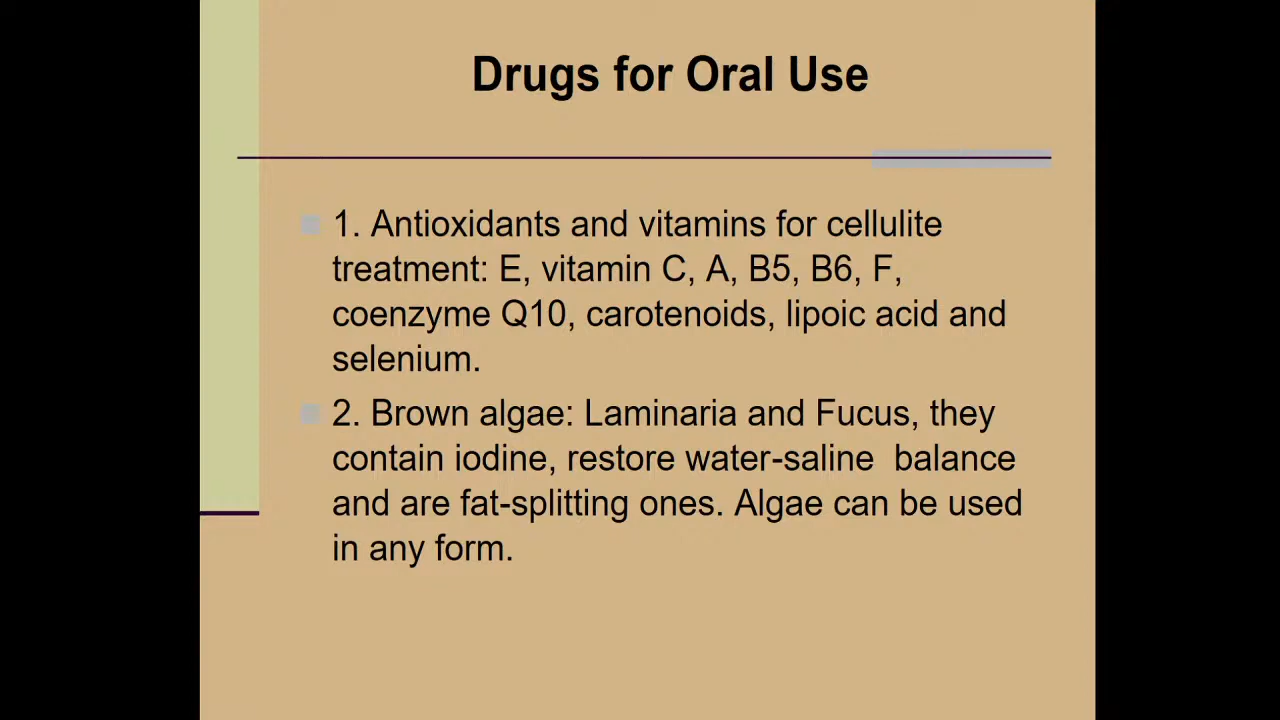 Drugs for Oral Use
1. Antioxidants and vitamins for cellulite
treatment: E, vitamin C, A, B5, B6, F,
coenzyme Q10, carotenoids, lipoic acid and
selenium.
2. Brown algae: Laminaria and Fucus, they
contain iodine, restore water-saline  balance
and are fat-splitting ones. Algae can be used
in any form.